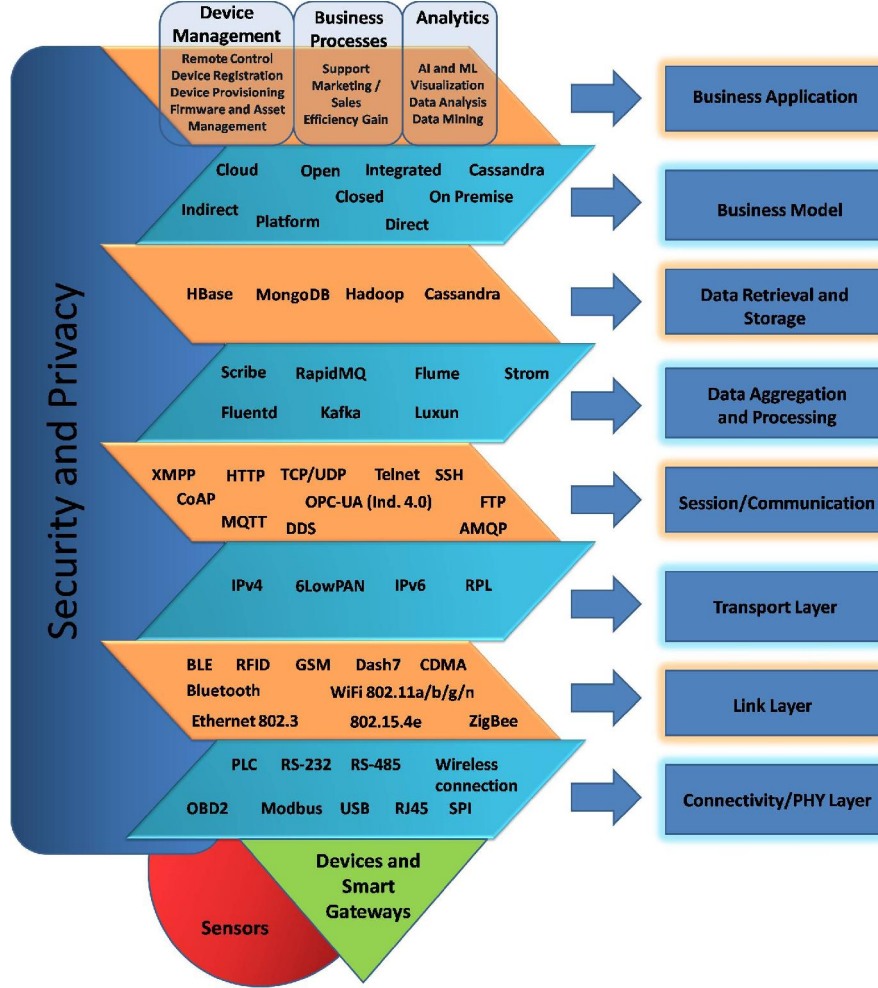 Device
Management
Remote Control
Device Registration
Device Provisioning
Firmware and Asset
Management
Business
Processes
Support
Marketing /
Sales
Efficiency Gain
Analytics
AI and ML
Visualization
Data Analysis
Data Mining
Business Application
Cloud Open Integrated Cassandra
Closed On Premise
Indirect Platform Direct
Business Model
HBase MongoDB Hadoop Cassandra
Data Retrieval and
Storage
Scribe RapidMQ Flume Strom
Fluentd Kafka Luxun
Data Aggregation
and Processing
XMPP HTTP TCP/UDP Telnet SSH
CoAP OPC-UA (Ind. 4.0) FTP
MQTT DDS AMQP
Session/Communication
IPv4 6LowPAN IPv6 RPL
Transport Layer
BLE RFID GSM Dash7 CDMA
Bluetooth WiFi 802.11a/b/g/n
Ethernet 802.3 802.15.4e ZigBee
Link Layer
PLC RS-232 RS-485 Wireless
connection
OBD2 Modbus USB RJ45 SPI
Connectivity/PHY Layer
Security and Privacy
Devices and
Smart
Gateways
Sensors